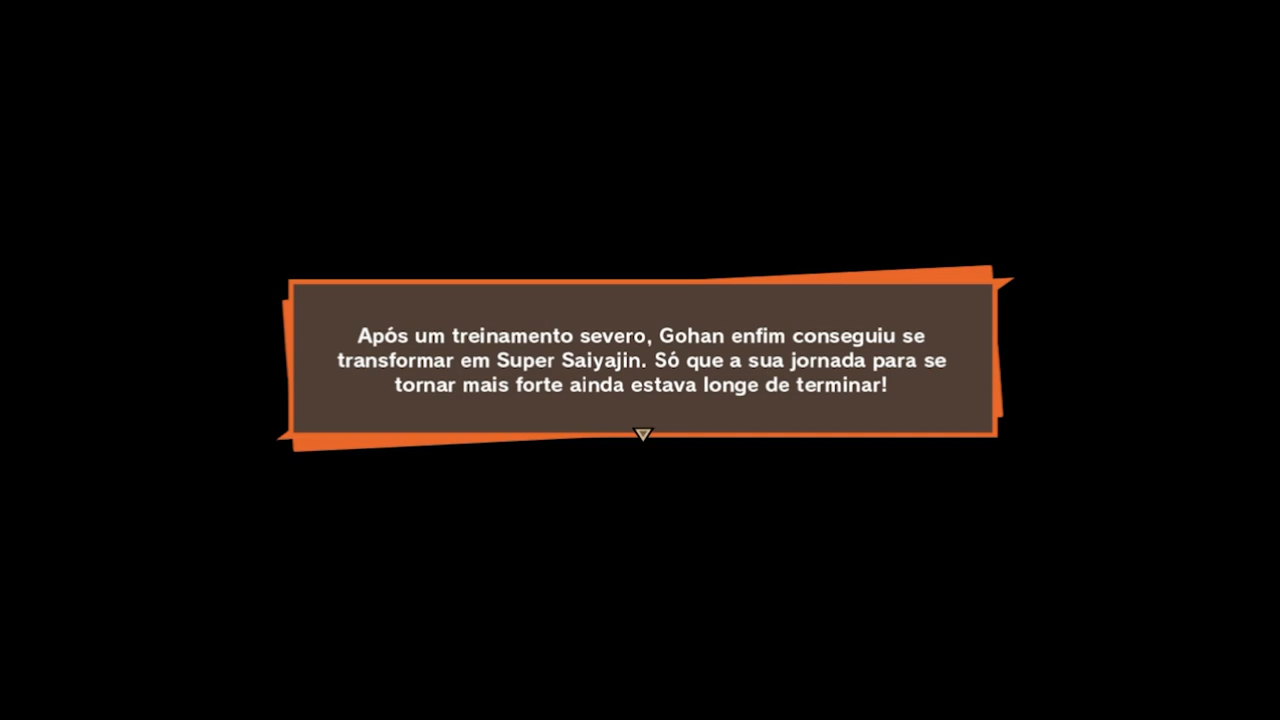 Após um treinamento severo, Gohan enfim conseguiu se
transformar em Super Saiyajin. Só que a sua jornada para se
tornar mais forte ainda estava longe de terminar!